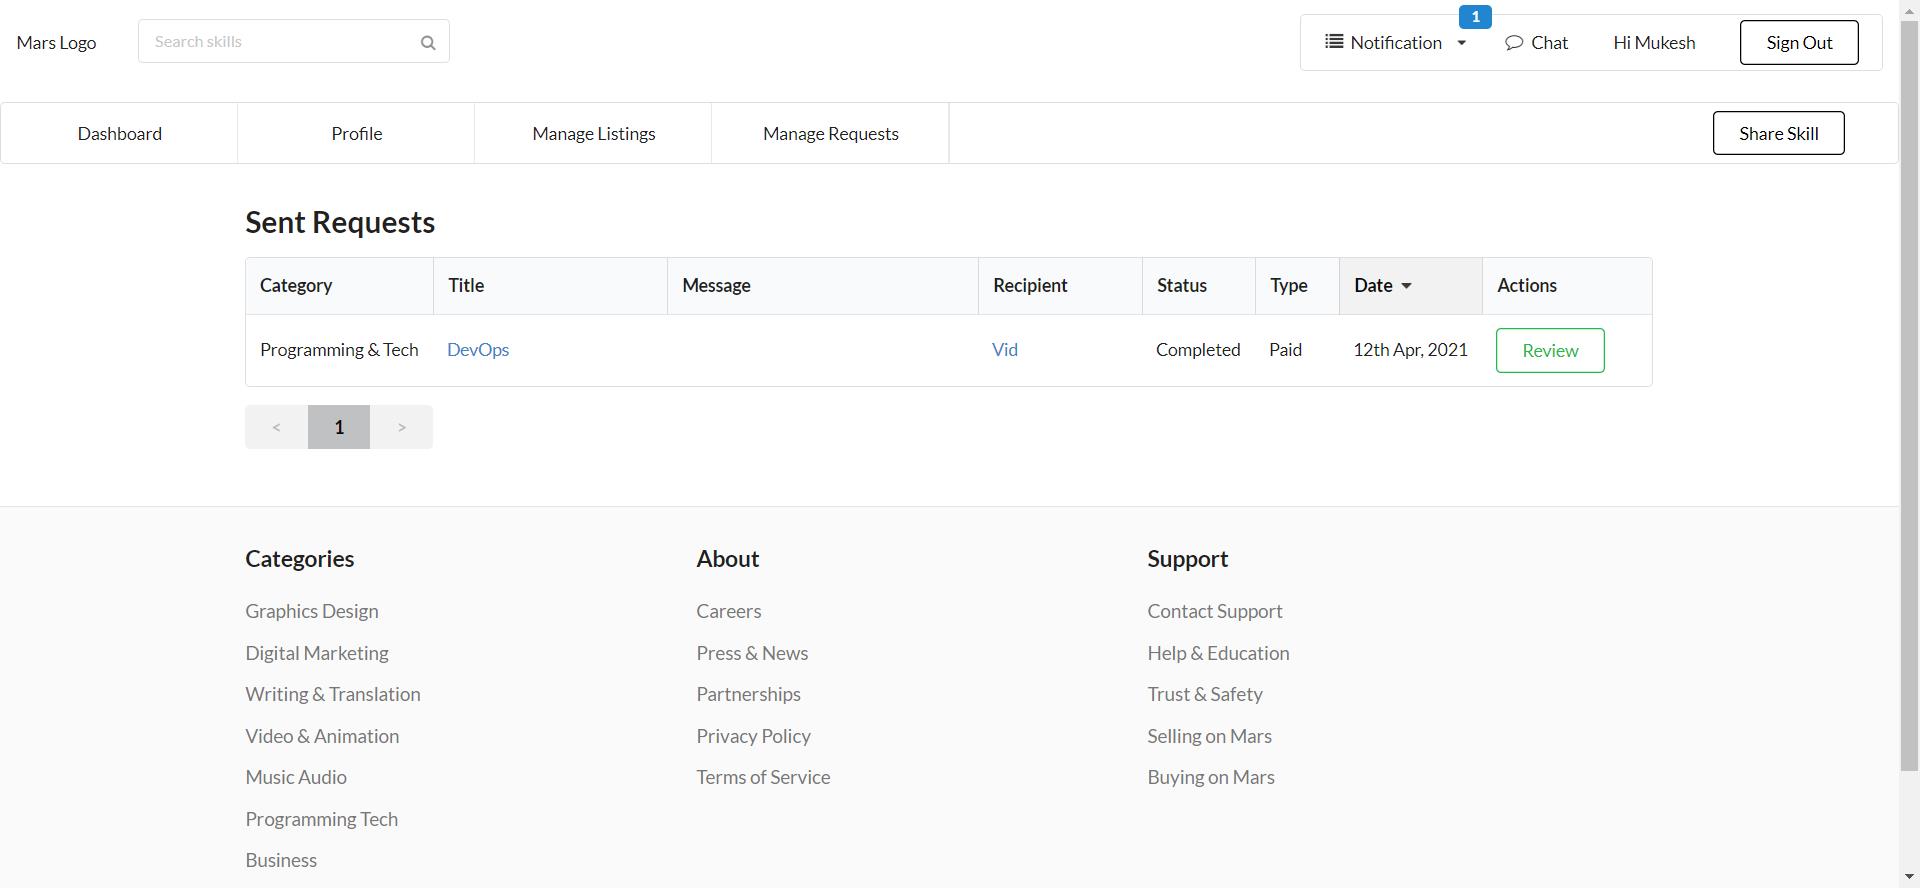 Mars Logo
Search skills
1
Notification
Chat
Hi Mukesh
Sign Out
Dashboard
Profile
Manage Listings
Manage Requests
Share Skill
Sent Requests
Category Title Message Recipient Status Type Date Actions
Programming & Tech DevOps Vid Completed Paid 12th Apr, 2021 Review
< 1 >
Categories
Graphics Design
Digital Marketing
Writing & Translation
Video & Animation
Music Audio
Programming Tech
Business
About
Careers
Press & News
Partnerships
Privacy Policy
Terms of Service
Support
Contact Support
Help & Education
Trust & Safety
Selling on Mars
Buying on Mars